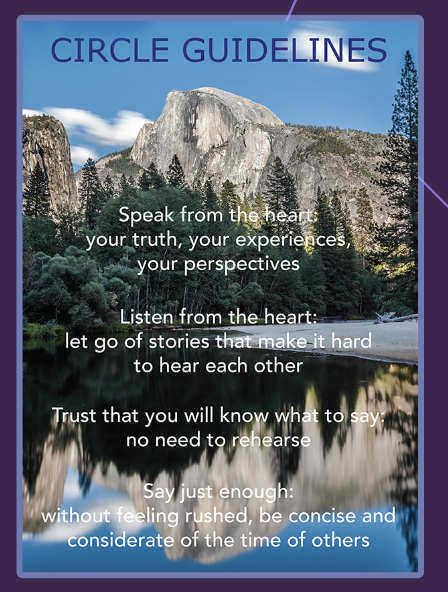 CIRCLE GUIDELINES
Speak from the heart:
your truth, your experiences,
your perspectives
Listen from the heart:
let go of stories that make it hard
to hear each other
Trust that you will know what to say:
no need to rehearse
Say just enough:
without feeling rushed, be concise and
considerate of the time of others